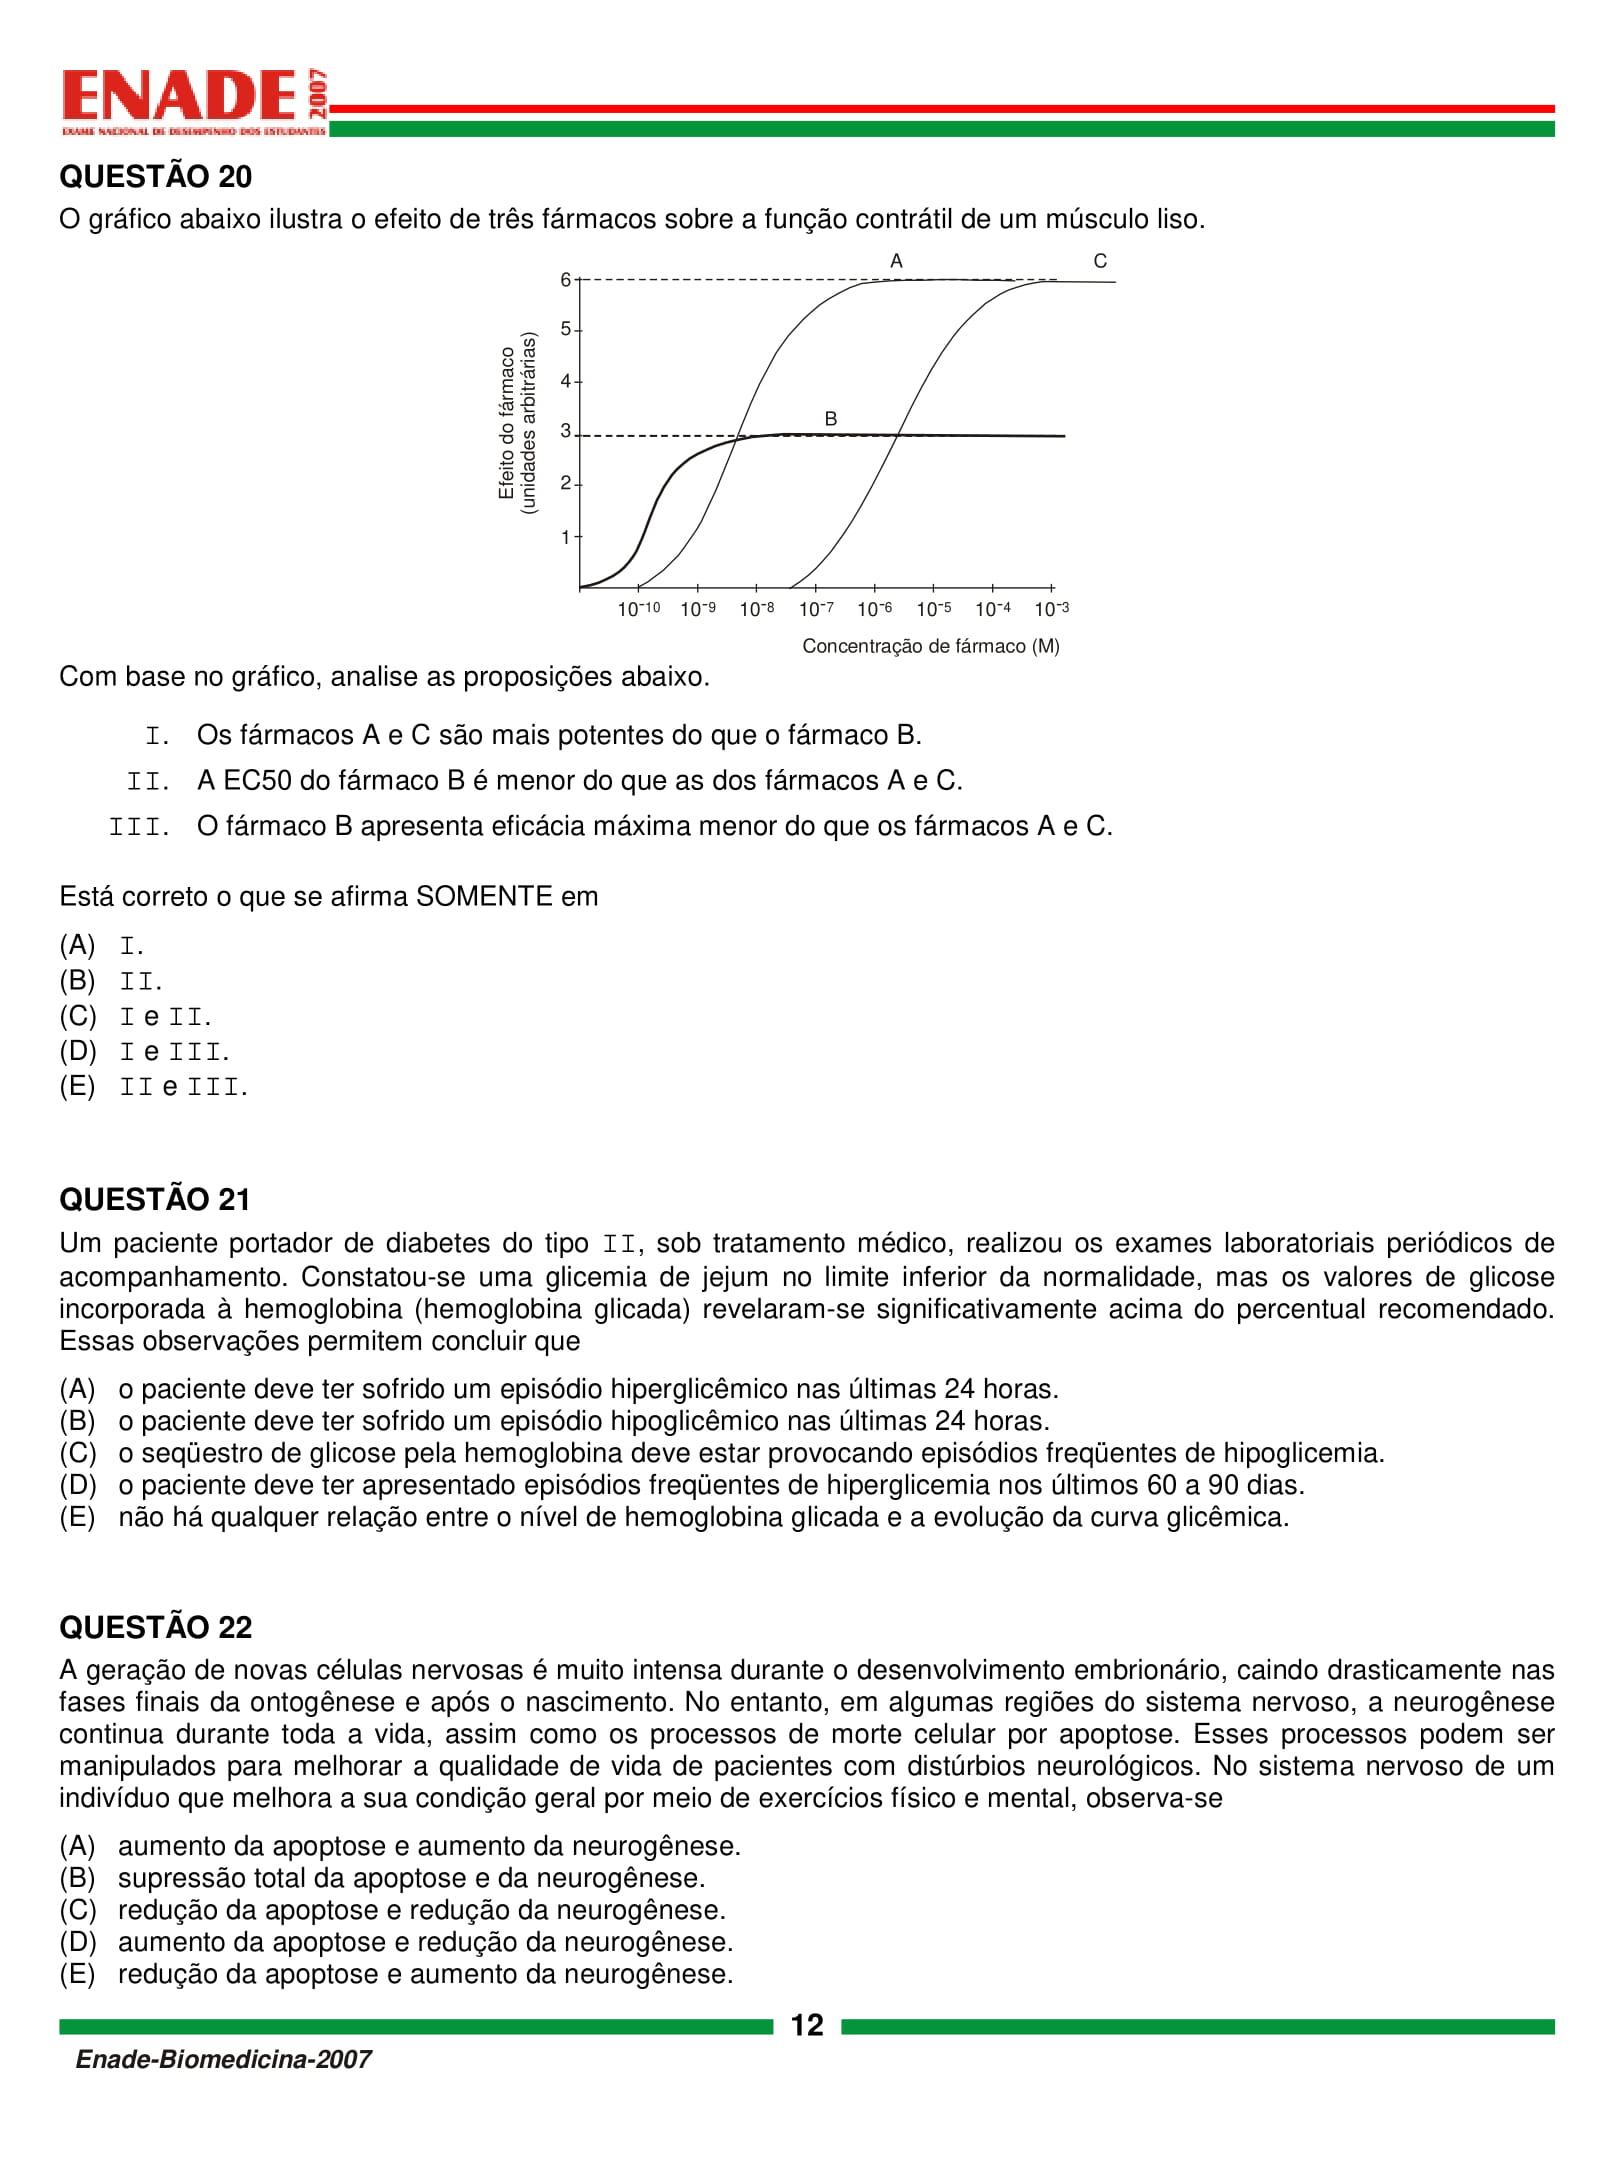 ENADE 2007
EXAME NACIONAL DE DESEMPENHO DOS ESTUDANTES
QUESTÃO 20
O gráfico abaixo ilustra o efeito de três fármacos sobre a função contrátil de um músculo liso.
A
C
B
6
5
4
3
2
1
Efeito do fármaco
(unidades arbitrárias)
10-10 10-9 10-8 10-7 10-6 10-5 10-4 10-3
Concentração de fármaco (M)
Com base no gráfico, analise as proposições abaixo.
I. Os fármacos A e C são mais potentes do que o fármaco B.
II. A EC50 do fármaco B é menor do que as dos fármacos A e C.
III. O fármaco B apresenta eficácia máxima menor do que os fármacos A e C.
Está correto o que se afirma SOMENTE em
(A) I.
(B) II.
(C) I e II.
(D) I e III.
(E) II e III.
QUESTÃO 21
Um paciente portador de diabetes do tipo II, sob tratamento médico, realizou os exames laboratoriais periódicos de
acompanhamento. Constatou-se uma glicemia de jejum no limite inferior da normalidade, mas os valores de glicose
incorporada à hemoglobina (hemoglobina glicada) revelaram-se significativamente acima do percentual recomendado.
Essas observações permitem concluir que
(A) o paciente deve ter sofrido um episódio hiperglicêmico nas últimas 24 horas.
(B) o paciente deve ter sofrido um episódio hipoglicêmico nas últimas 24 horas.
(C) o seqüestro de glicose pela hemoglobina deve estar provocando episódios freqüentes de hipoglicemia.
(D) o paciente deve ter apresentado episódios freqüentes de hiperglicemia nos últimos 60 a 90 dias.
(E) não há qualquer relação entre o nível de hemoglobina glicada e a evolução da curva glicêmica.
QUESTÃO 22
A geração de novas células nervosas é muito intensa durante o desenvolvimento embrionário, caindo drasticamente nas
fases finais da ontogênese e após o nascimento. No entanto, em algumas regiões do sistema nervoso, a neurogênese
continua durante toda a vida, assim como os processos de morte celular por apoptose. Esses processos podem ser
manipulados para melhorar a qualidade de vida de pacientes com distúrbios neurológicos. No sistema nervoso de um
indivíduo que melhora a sua condição geral por meio de exercícios físico e mental, observa-se
(A) aumento da apoptose e aumento da neurogênese.
(B) supressão total da apoptose e da neurogênese.
(C) redução da apoptose e redução da neurogênese.
(D) aumento da apoptose e redução da neurogênese.
(E) redução da apoptose e aumento da neurogênese.
12
Enade-Biomedicina-2007